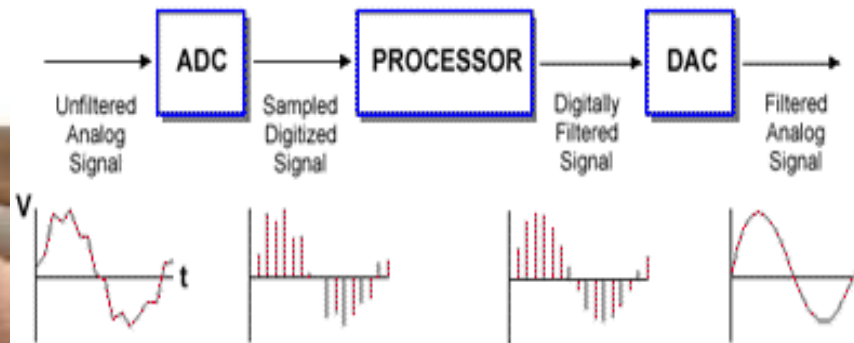 ADC
PROCESSOR
DAC
Unfiltered
Analog
Signal
Sampled
Digitized
Signal
Digitally
Filtered
Signal
Filtered
Analog
Signal
V
t